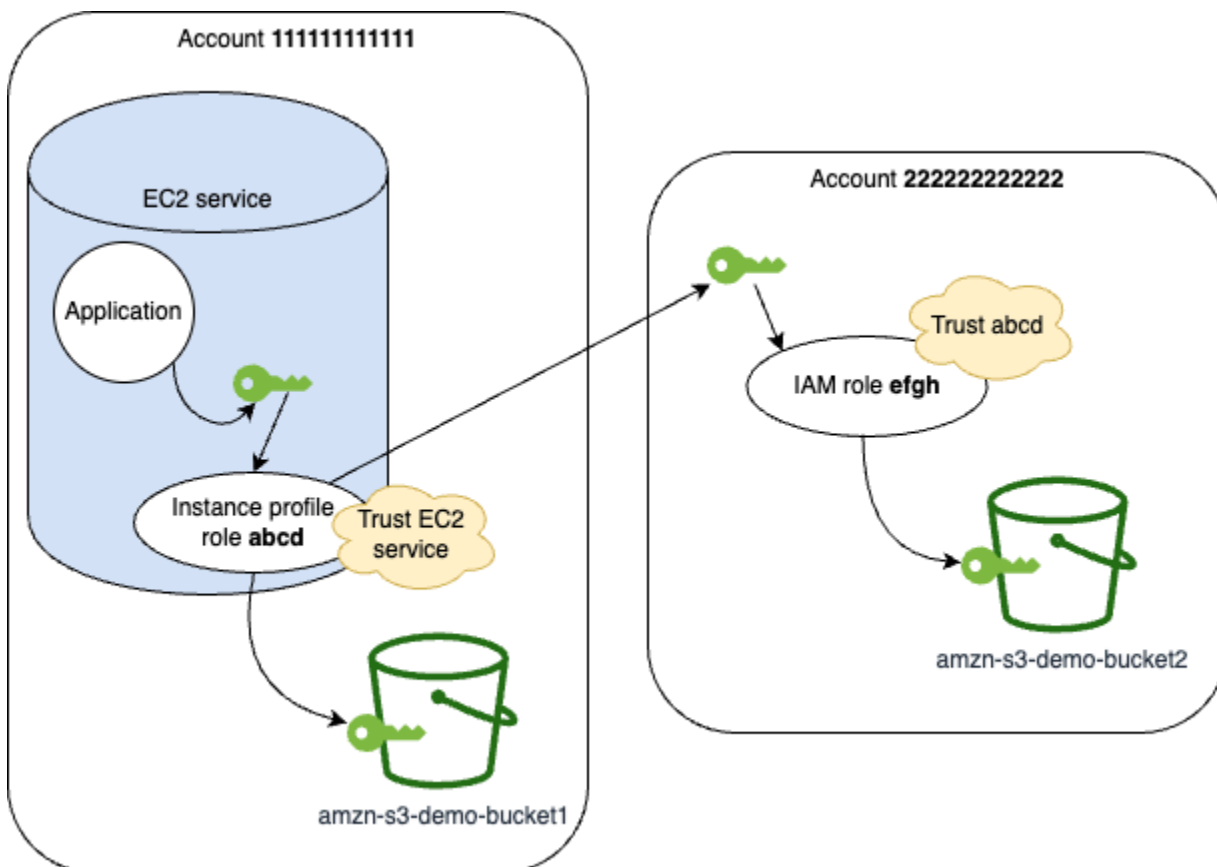 Account 111111111111
EC2 service
Application
Instance profile
role abcd
Trust EC2
service
amzn-s3-demo-bucket1
Account 222222222222
Trust abcd
IAM role efgh
amzn-s3-demo-bucket2